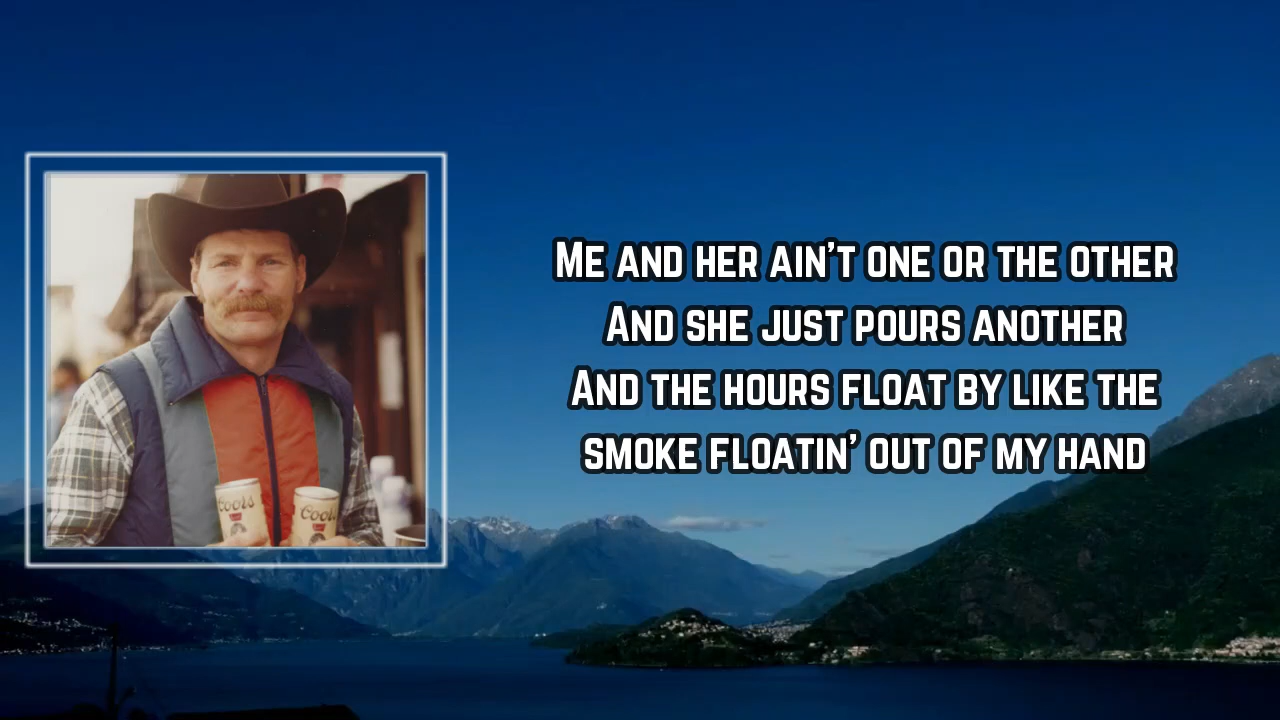 Me and her ain't one or the other
And she just pours another
And the hours float by like the
smoke floatin' out of my hand
Coors
Coors